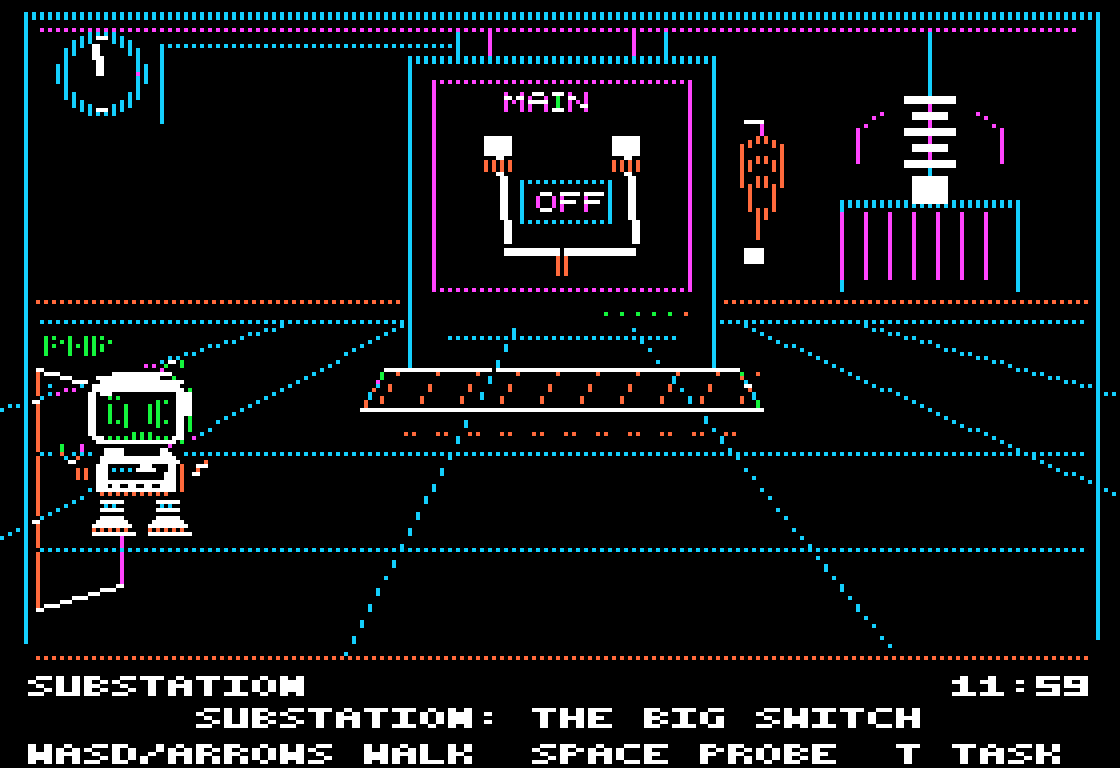 MAIN
OFF
SUBSTATION 11:59
SUBSTATION: THE BIG SWITCH
WASD/ARROWS WALK SPACE PROBE T TASK